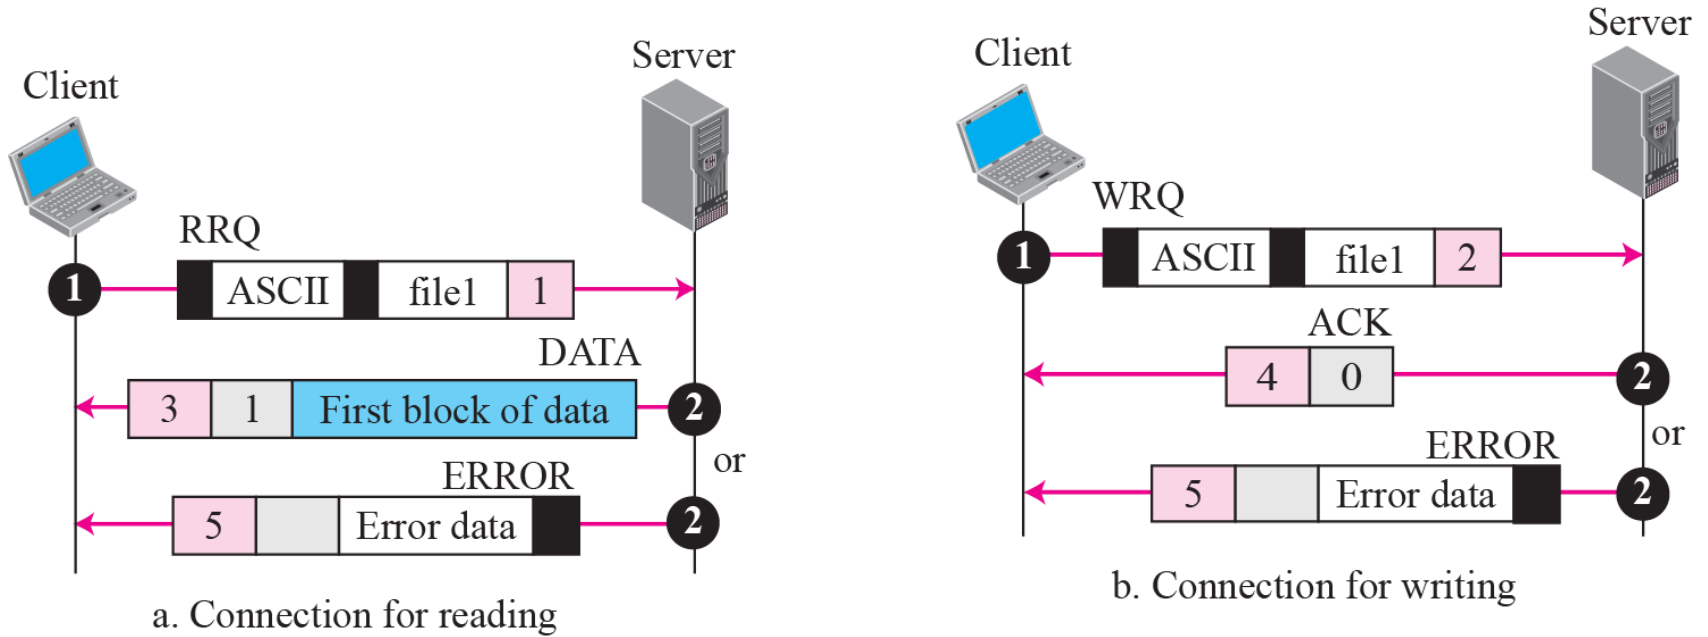 Client
Server
RRQ
1
ASCII file1 1
DATA
3 1 First block of data
2
or
ERROR
5 Error data
2
a. Connection for reading
Client
Server
WRQ
1
ASCII file1 2
ACK
4 0
2
or
ERROR
5 Error data
2
b. Connection for writing